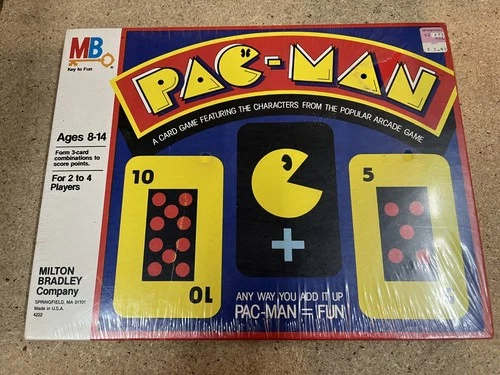 MB
Key to Fun
PAC-MAN
A CARD GAME FEATURING THE CHARACTERS FROM THE POPULAR ARCADE GAME
Ages 8-14
Form 3-card
combinations to
score points.
For 2 to 4
Players
10
+
5
10
MILTON
BRADLEY
Company
SPRINGFIELD, MA 01101
Made in U.S.A.
4222
ANY WAY YOU ADD IT UP
PAC-MAN = FUN